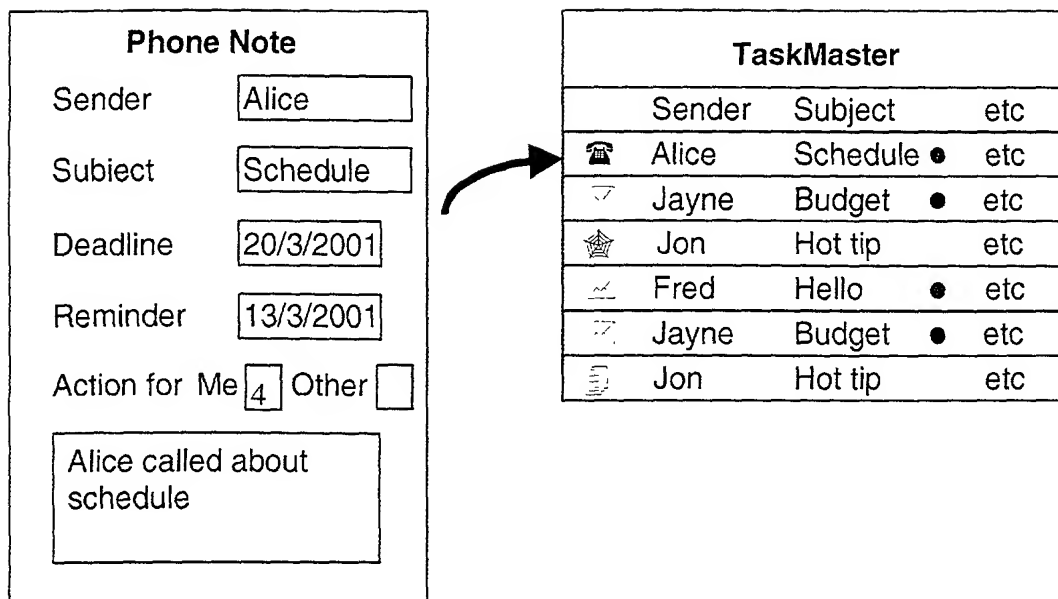 Phone Note
Sender Alice
Subiect Schedule
Deadline 20/3/2001
Reminder 13/3/2001
Action for Me 4 Other
Alice called about
schedule
TaskMaster
Sender Subject etc
Alice Schedule etc
Jayne Budget etc
Jon Hot tip etc
Fred Hello etc
Jayne Budget etc
Jon Hot tip etc